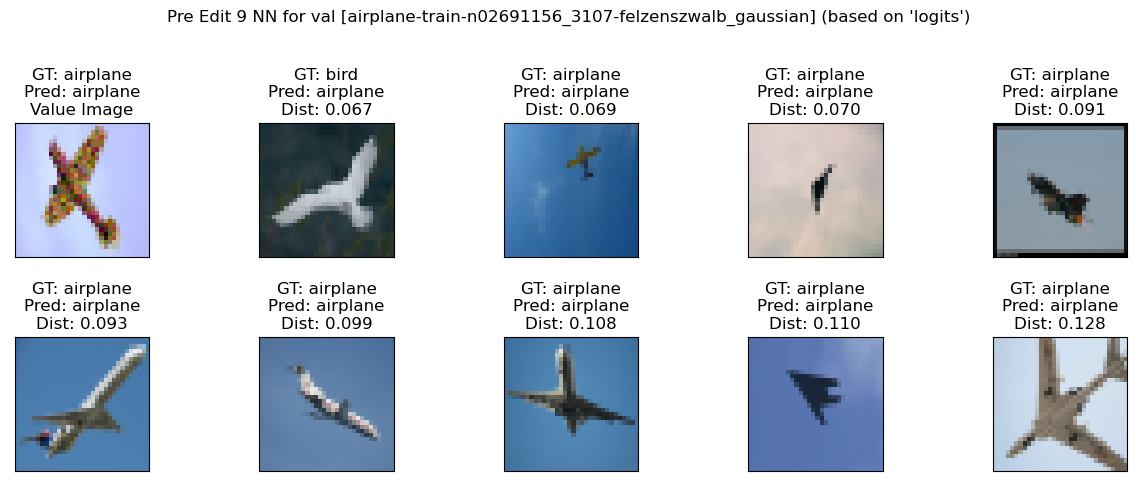 Pre Edit 9 NN for val [airplane-train-n02691156_3107-felzenszwalb_gaussian] (based on 'logits')
GT: airplane
Pred: airplane
Value Image
GT: bird
Pred: airplane
Dist: 0.067
GT: airplane
Pred: airplane
Dist: 0.069
GT: airplane
Pred: airplane
Dist: 0.070
GT: airplane
Pred: airplane
Dist: 0.091
GT: airplane
Pred: airplane
Dist: 0.093
GT: airplane
Pred: airplane
Dist: 0.099
GT: airplane
Pred: airplane
Dist: 0.108
GT: airplane
Pred: airplane
Dist: 0.110
GT: airplane
Pred: airplane
Dist: 0.128